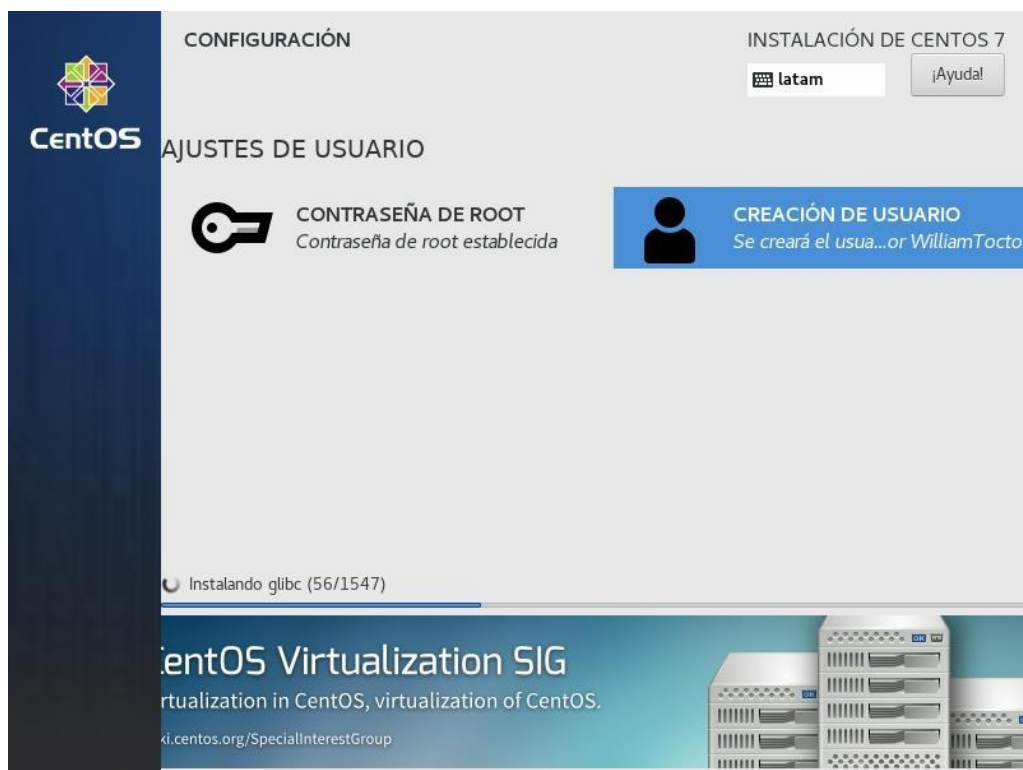 CONFIGURACIÓN
INSTALACIÓN DE CENTOS 7
latam
¡Ayuda!
CentOS
AJUSTES DE USUARIO
CONTRASEÑA DE ROOT
Contraseña de root establecida
CREACIÓN DE USUARIO
Se creará el usua...or WilliamTocto
Instalando glibc (56/1547)
CentOS Virtualization SIG
rtualization in CentOS, virtualization of CentOS.
ki.centos.org/SpecialInterestGroup